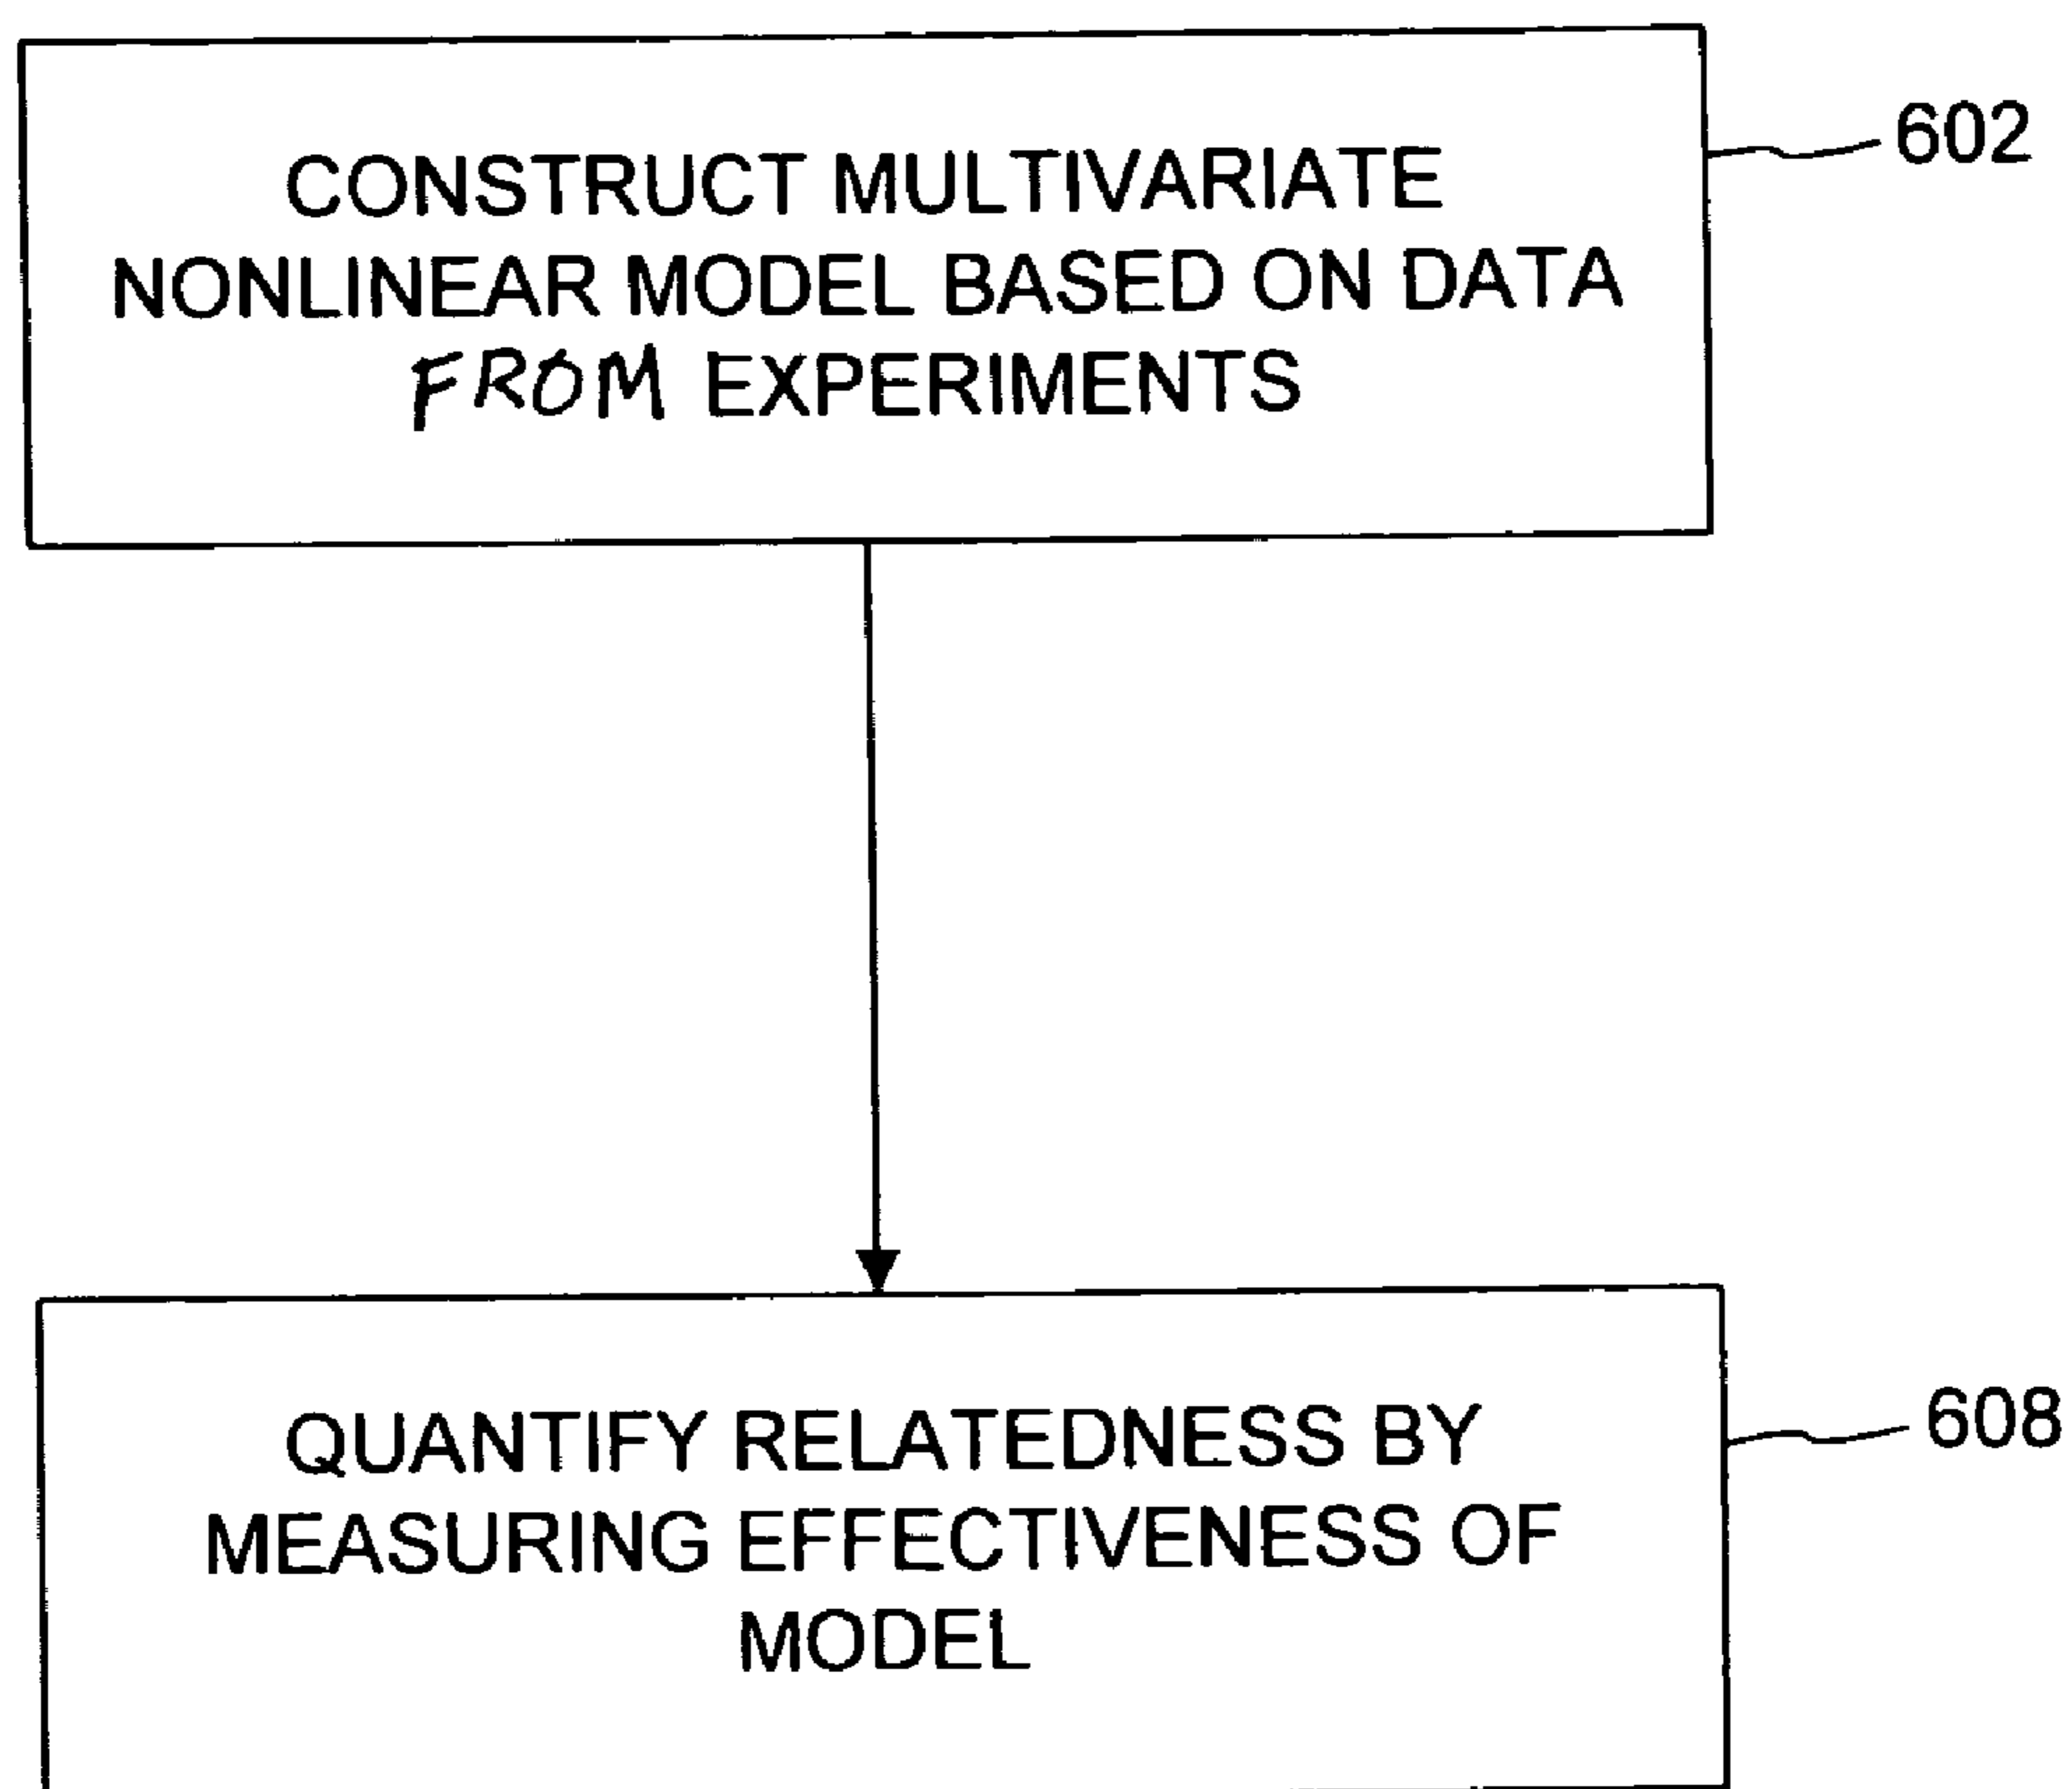 CONSTRUCT MULTIVARIATE
NONLINEAR MODEL BASED ON DATA
FROM EXPERIMENTS
602
QUANTIFY RELATEDNESS BY
MEASURING EFFECTIVENESS OF
MODEL
608